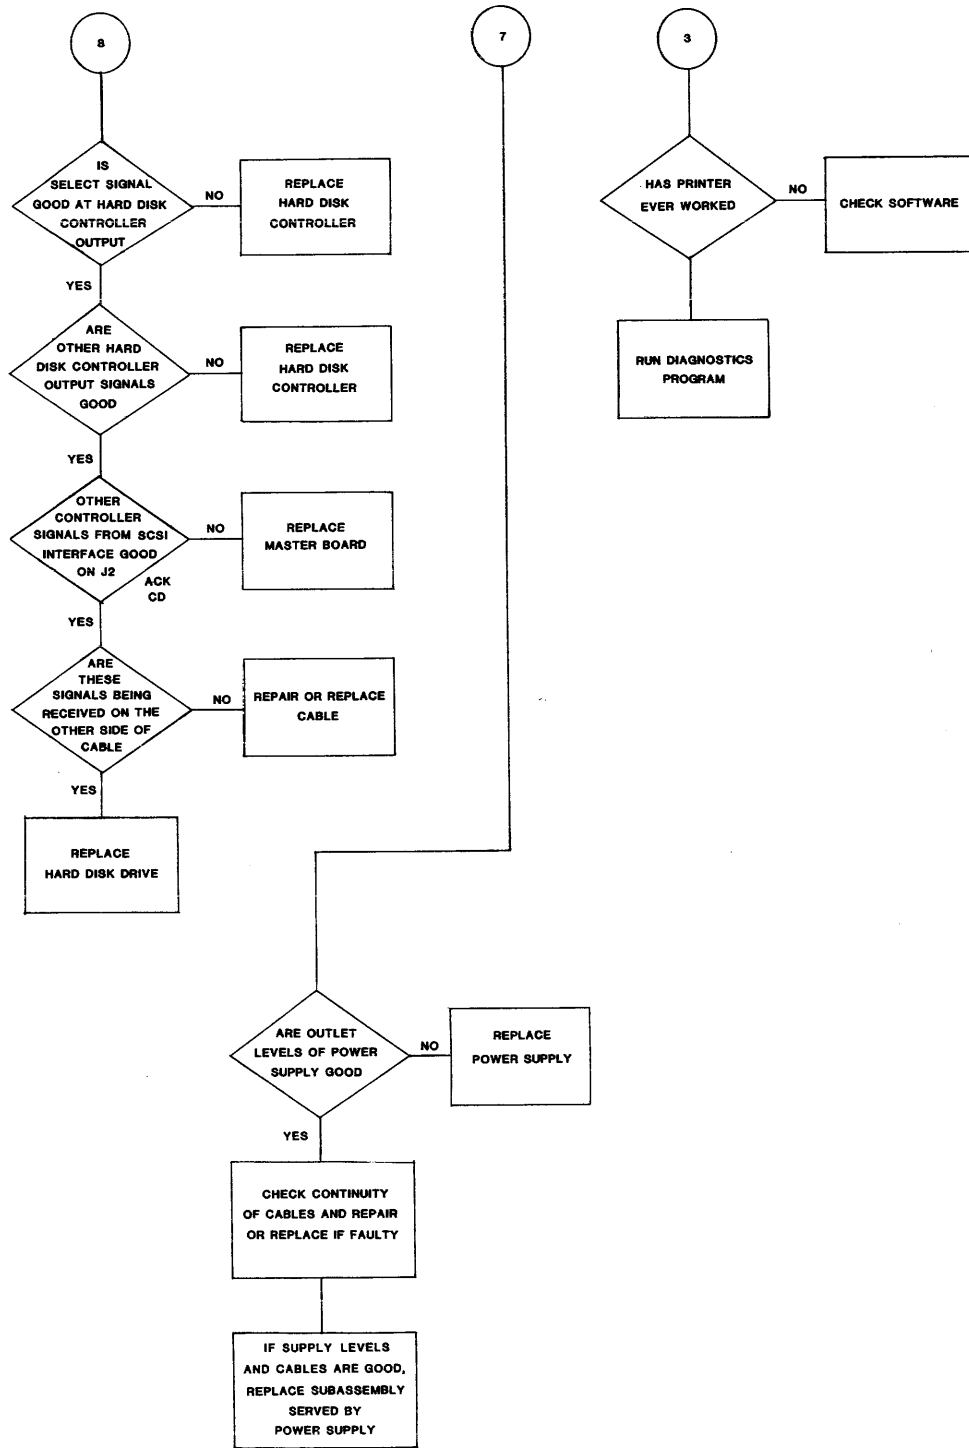 8
IS
SELECT SIGNAL
GOOD AT HARD DISK
CONTROLLER
OUTPUT
NO
REPLACE
HARD DISK
CONTROLLER
YES
ARE
OTHER HARD
DISK CONTROLLER
OUTPUT SIGNALS
GOOD
NO
REPLACE
HARD DISK
CONTROLLER
YES
OTHER
CONTROLLER
SIGNALS FROM SCSI
INTERFACE GOOD
ON J2
ACK
CD
NO
REPLACE
MASTER BOARD
YES
ARE
THESE
SIGNALS BEING
RECEIVED ON THE
OTHER SIDE OF
CABLE
NO
REPAIR OR REPLACE
CABLE
YES
REPLACE
HARD DISK DRIVE
7
ARE OUTLET
LEVELS OF POWER
SUPPLY GOOD
NO
REPLACE
POWER SUPPLY
YES
CHECK CONTINUITY
OF CABLES AND REPAIR
OR REPLACE IF FAULTY
IF SUPPLY LEVELS
AND CABLES ARE GOOD,
REPLACE SUBASSEMBLY
SERVED BY
POWER SUPPLY
3
HAS PRINTER
EVER WORKED
NO
CHECK SOFTWARE
RUN DIAGNOSTICS
PROGRAM